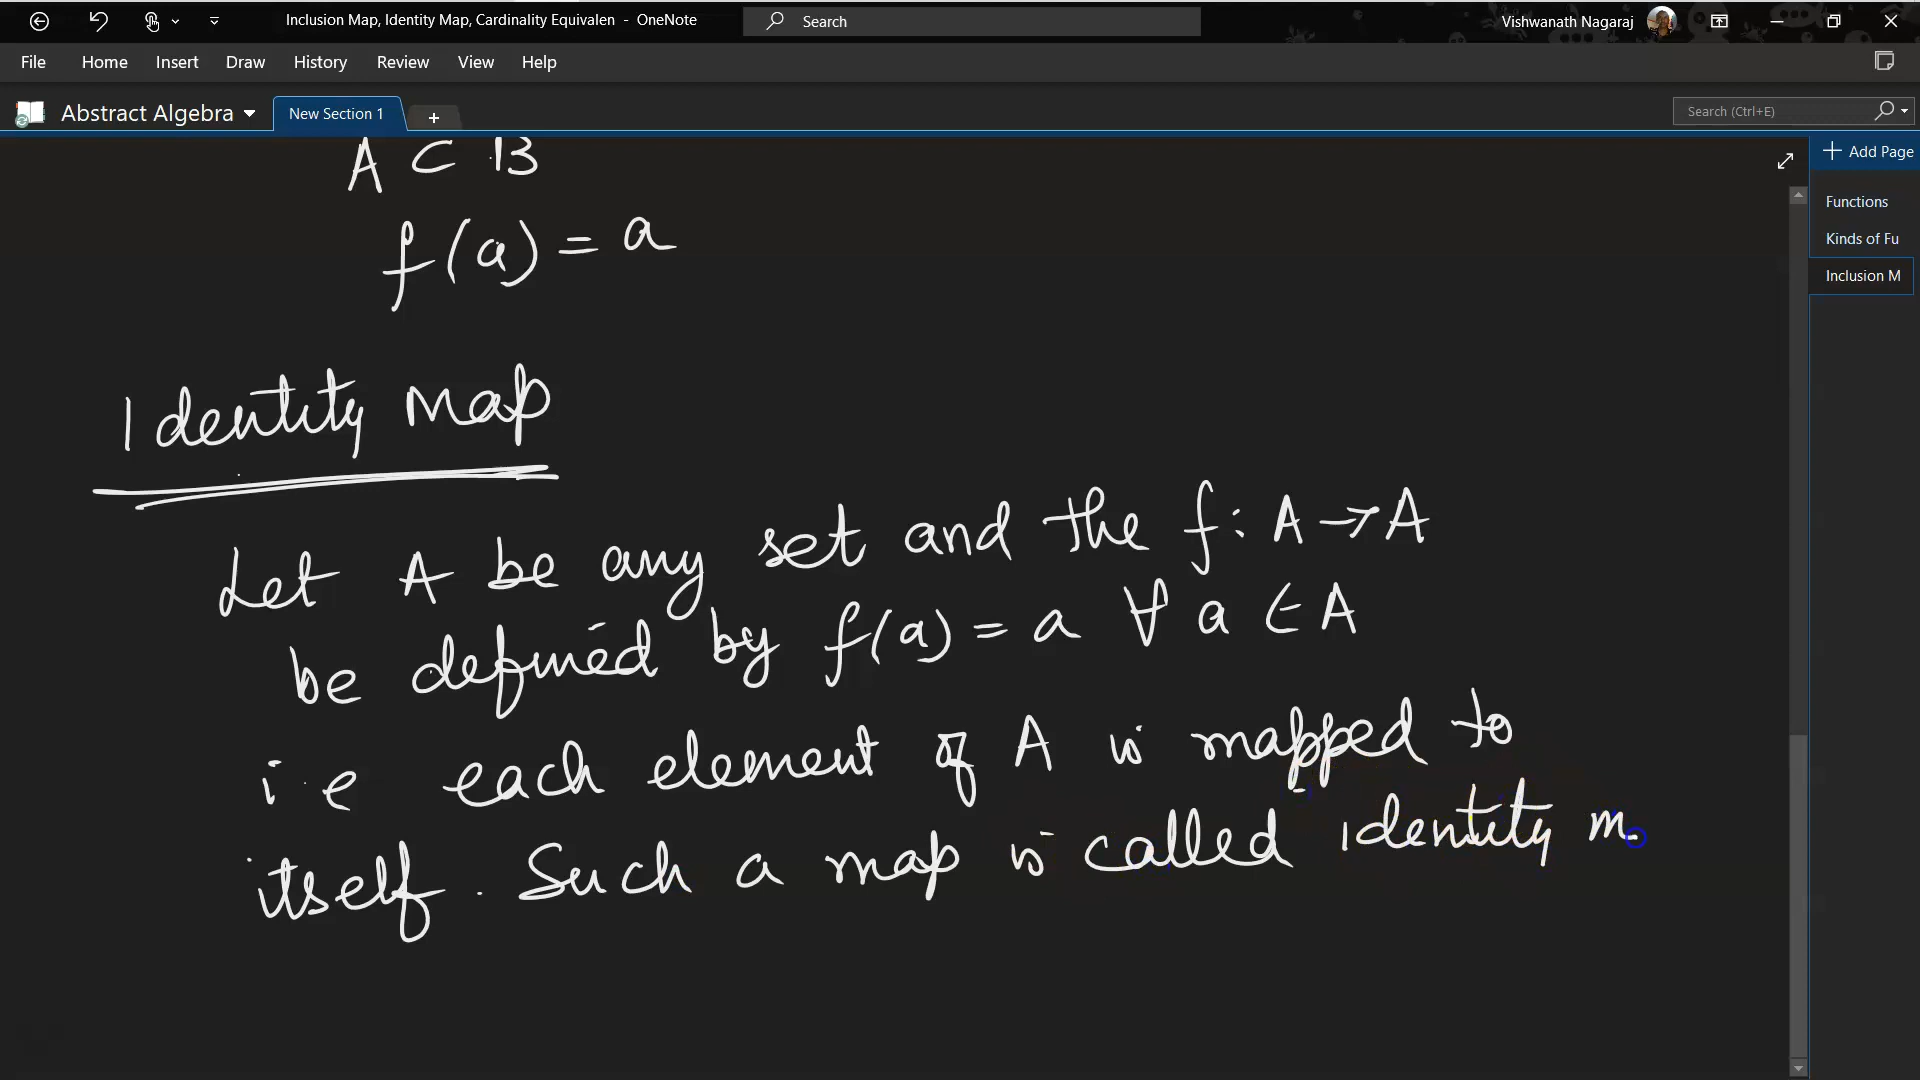 Inclusion Map, Identity Map, Cardinality Equivalen - OneNote
Search
Vishwanath Nagaraj
File Home Insert Draw History Review View Help
Abstract Algebra
New Section 1
+
Search (Ctrl+E)
Add Page
Functions
Kinds of Fu
Inclusion M
A ⊂ B
f(a) = a
Identity Map
Let A be any set and the f: A → A
be defined by f(a) = a ∀ a ∈ A
i.e each element of A is mapped to
itself. Such a map is called identity m